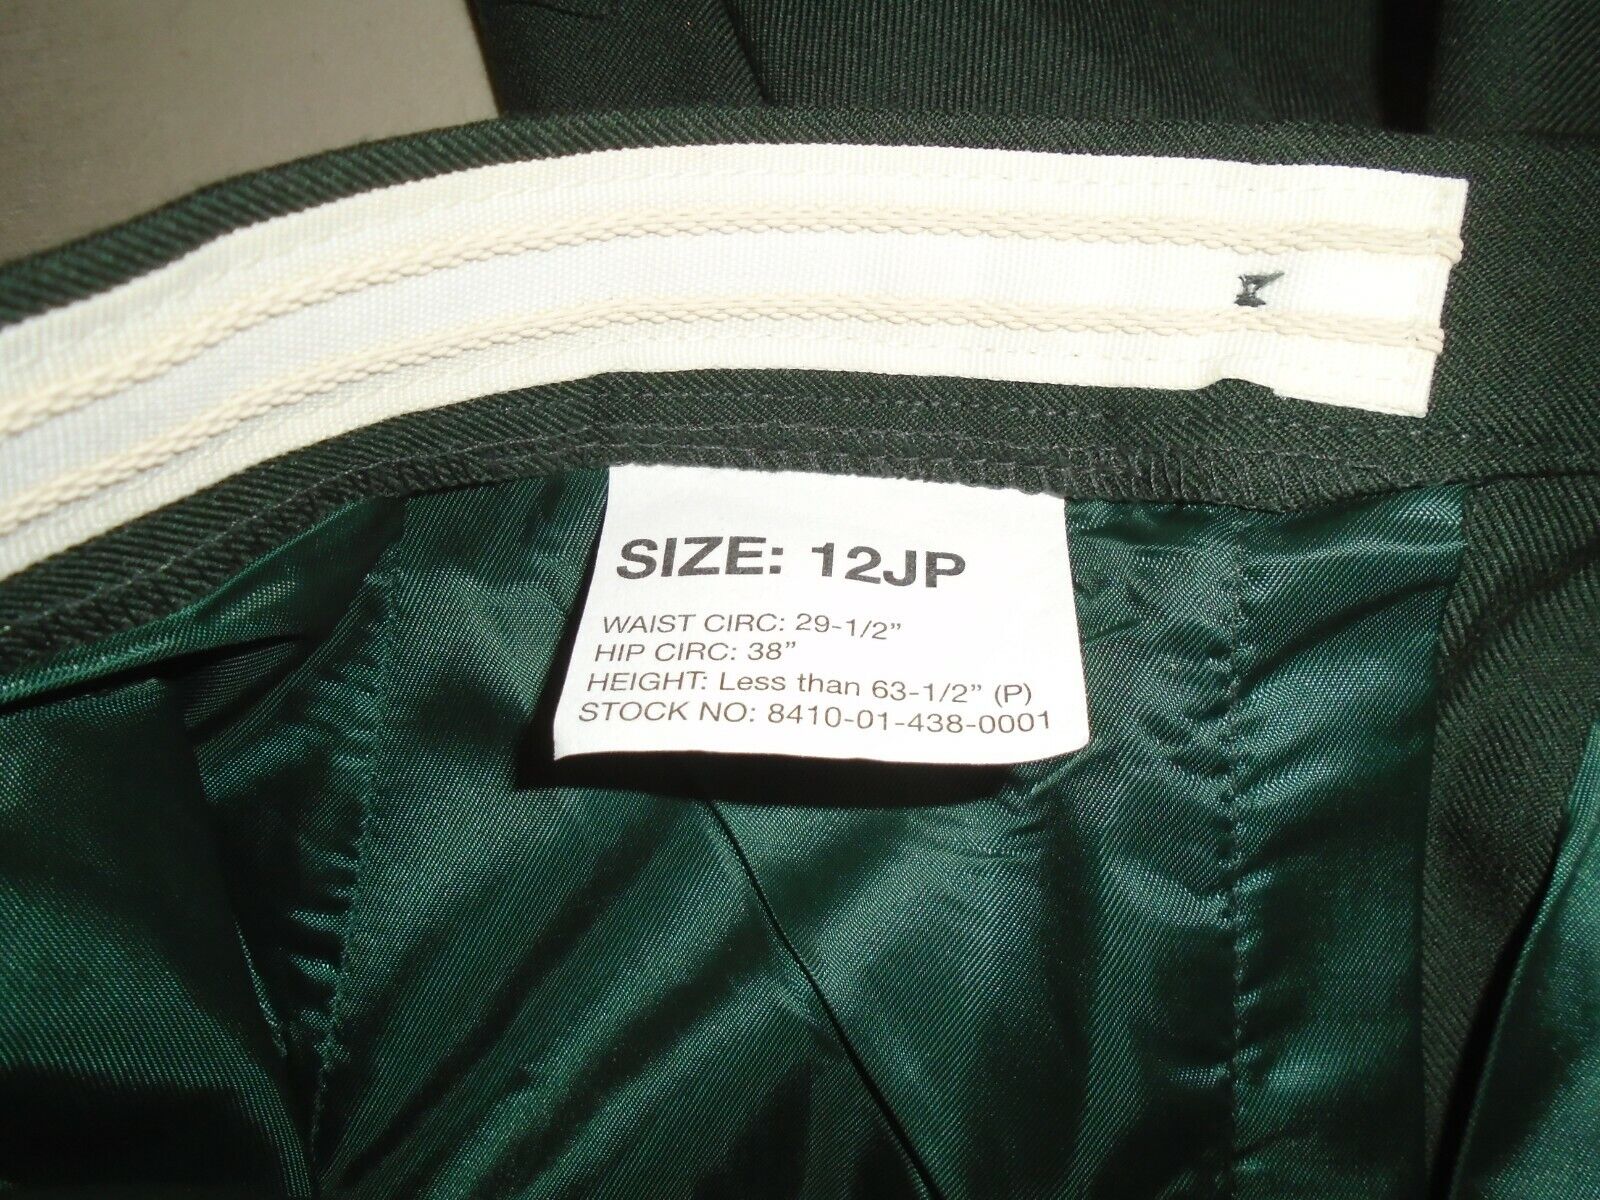 SIZE: 12JP
WAIST CIRC: 29-1/2”
HIP CIRC: 38”
HEIGHT: Less than 63-1/2” (P)
STOCK NO: 8410-01-438-0001